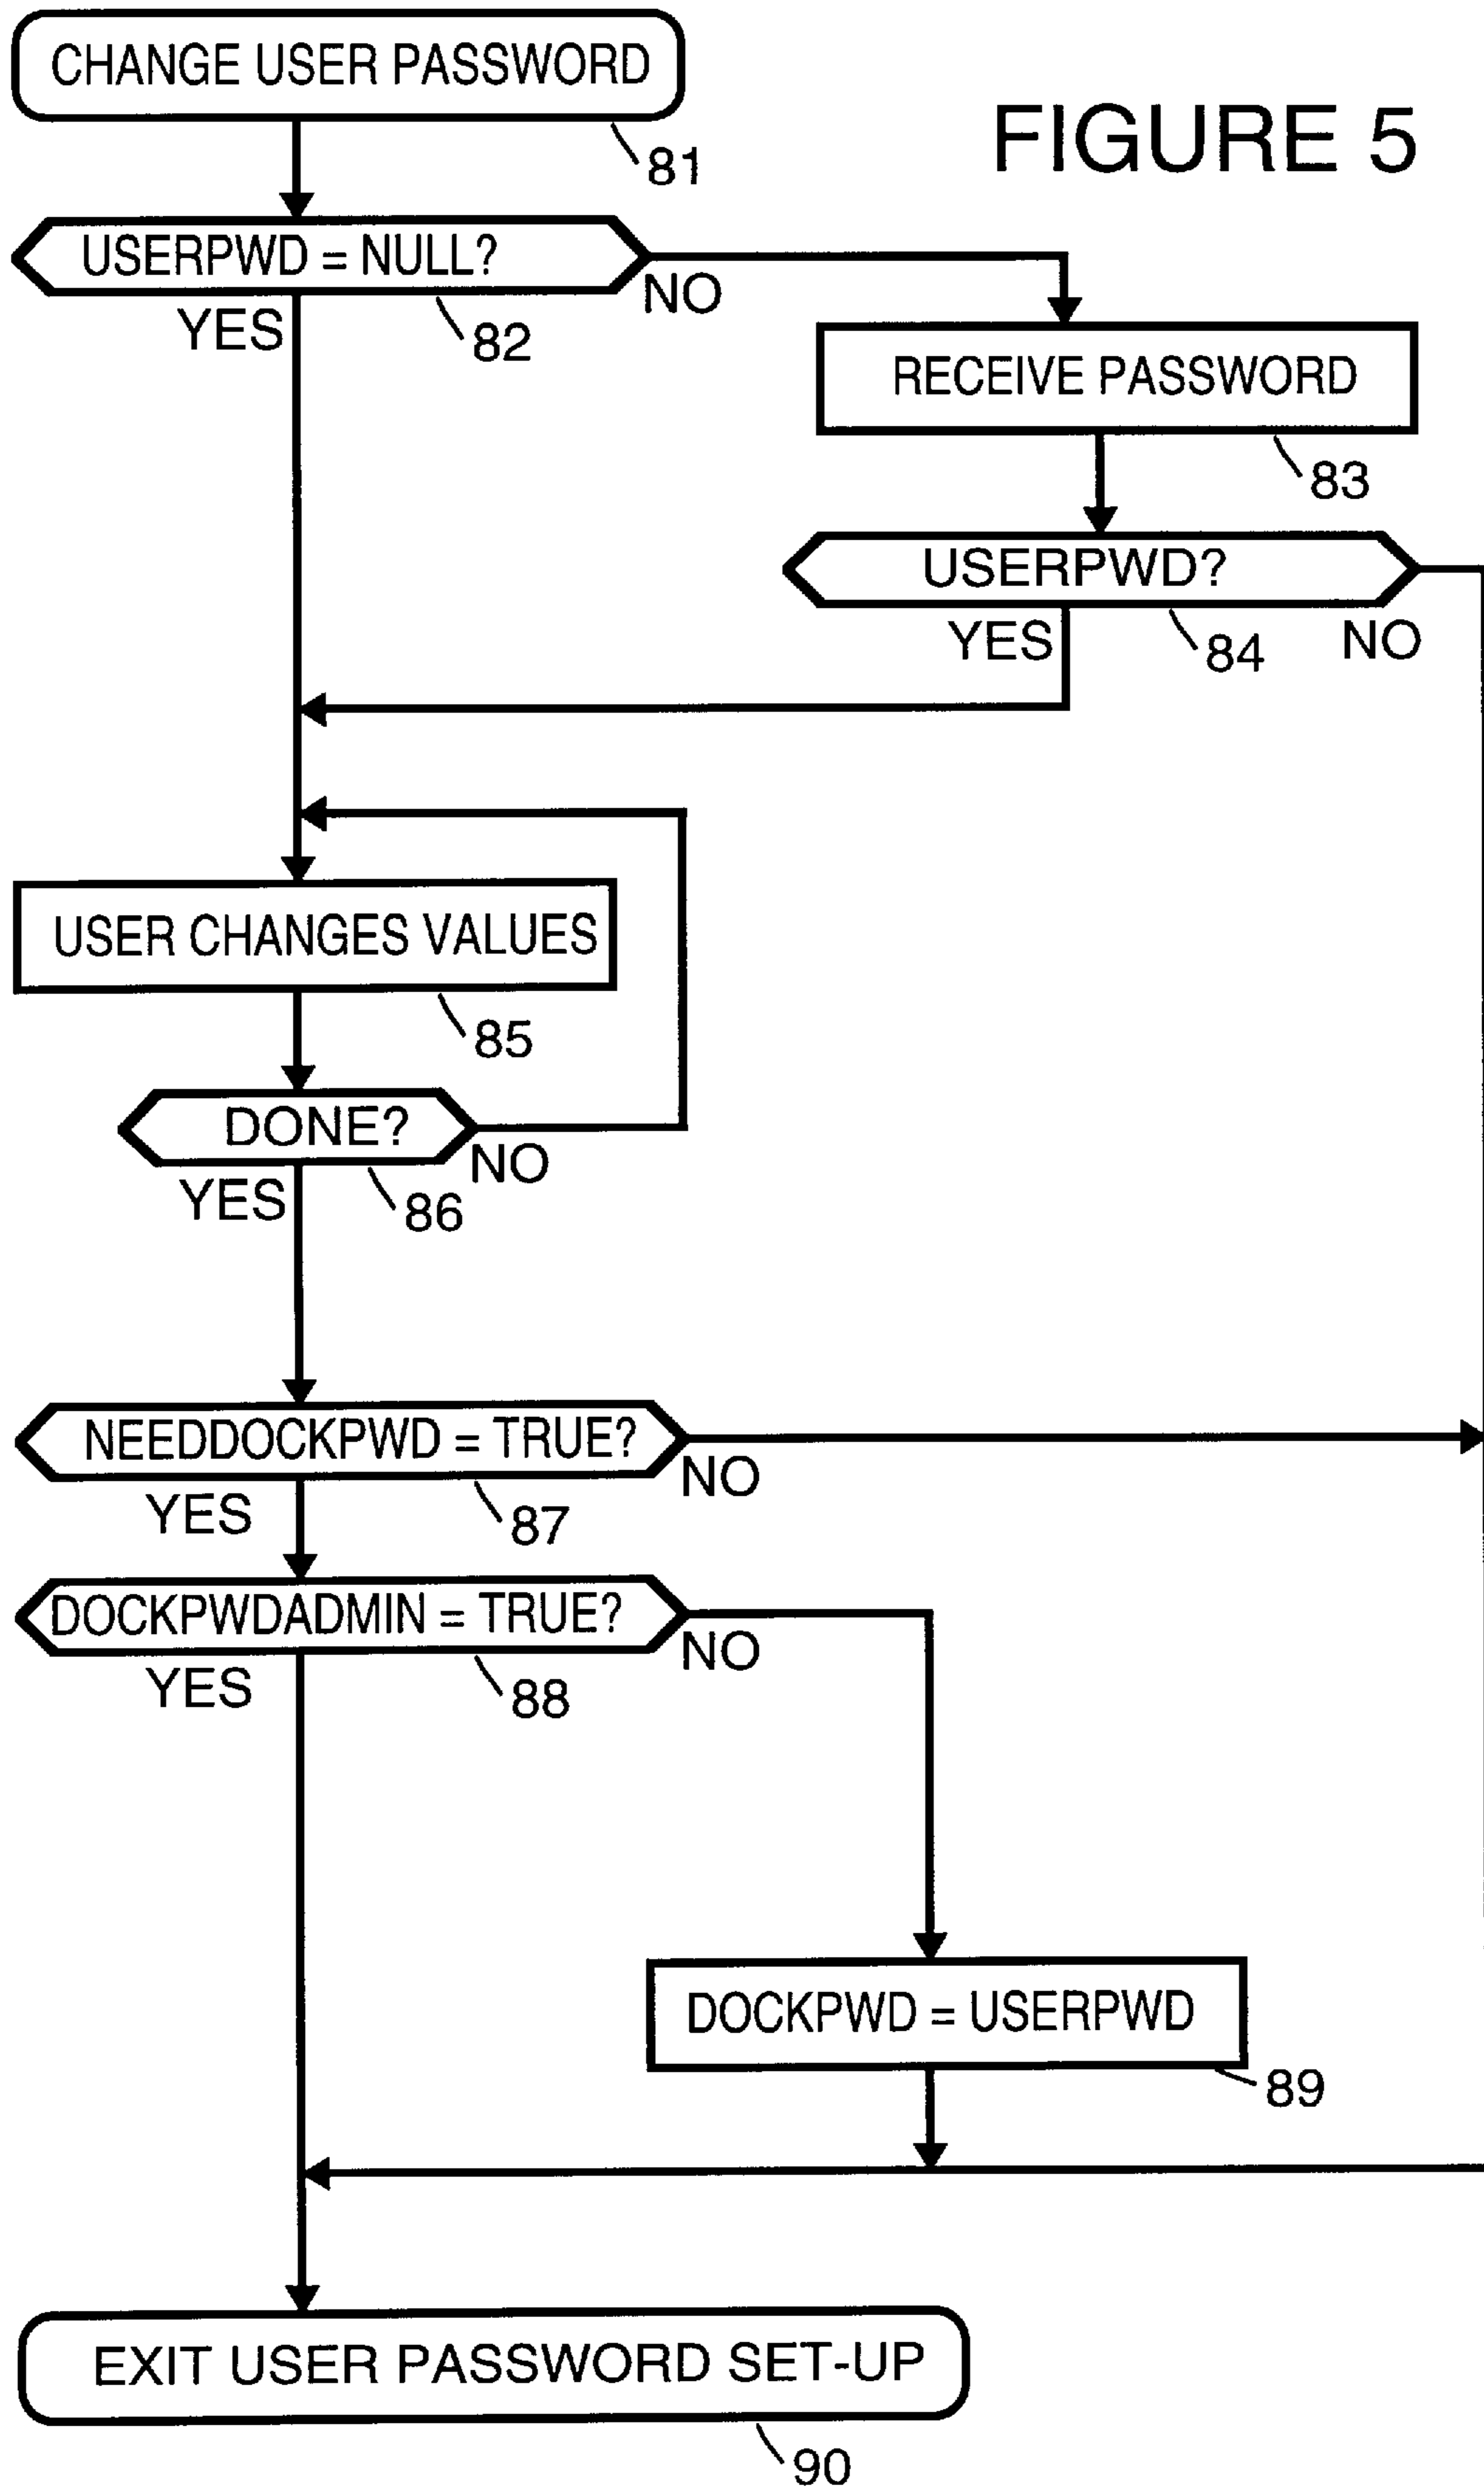 CHANGE USER PASSWORD
FIGURE 5
81
USERPWD = NULL?
NO
YES
82
RECEIVE PASSWORD
83
USERPWD?
YES
84
NO
USER CHANGES VALUES
85
DONE?
NO
YES
86
NEEDDOCKPWD = TRUE?
NO
YES
87
DOCKPWDADMIN = TRUE?
NO
YES
88
DOCKPWD = USERPWD
89
EXIT USER PASSWORD SET-UP
90